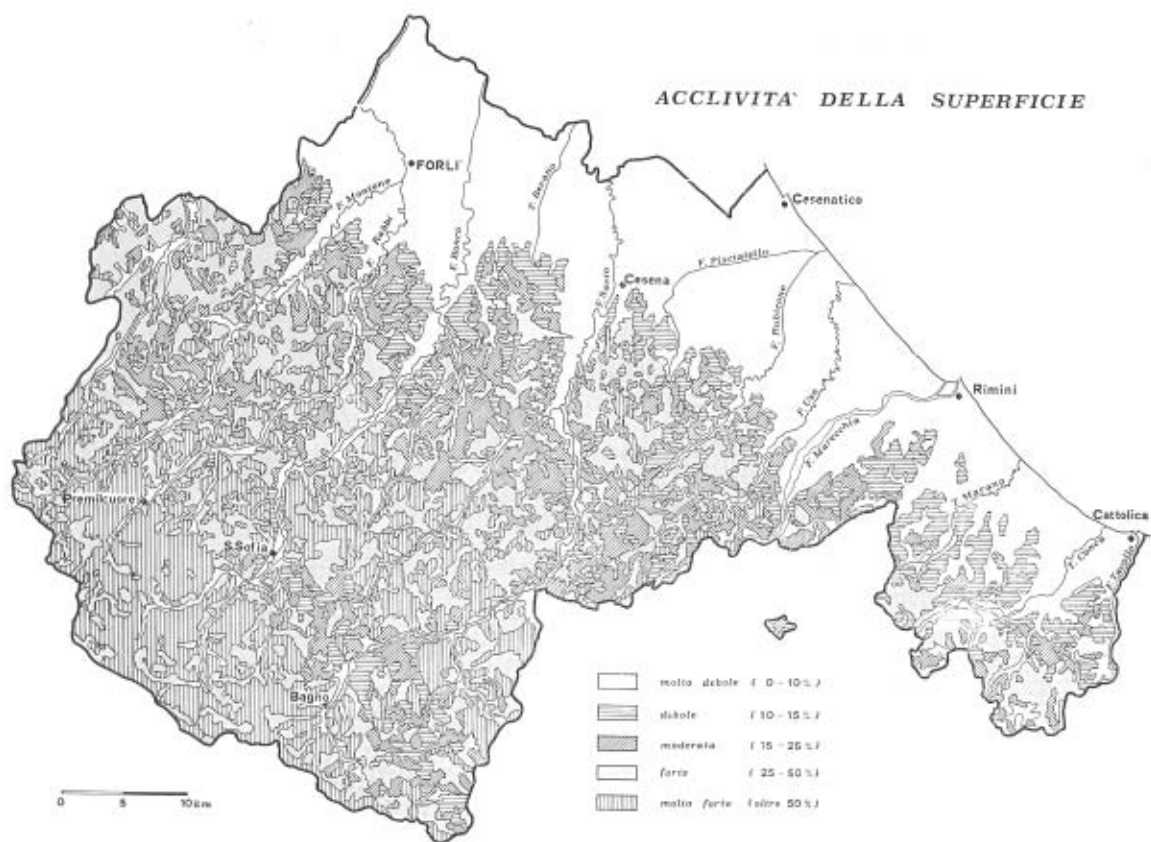 ACCLIVITA` DELLA SUPERFICIE
FORLI'
Cesenatico
F. Montone
F. Rabbi
F. Ronco
F. Bevano
F. Savio
Cesena
F. Pisciatello
F. Rubicone
F. Uso
Rimini
F. Marecchia
T. Marano
Cattolica
F. Conca
F. Tavollo
Premilcuore
S. Sofia
Bagno
molto debole ( 0 - 10 % )
debole ( 10 - 15 % )
moderata ( 15 - 25 % )
forte ( 25 - 50 % )
molto forte ( oltre 50 % )
0 5 10 km